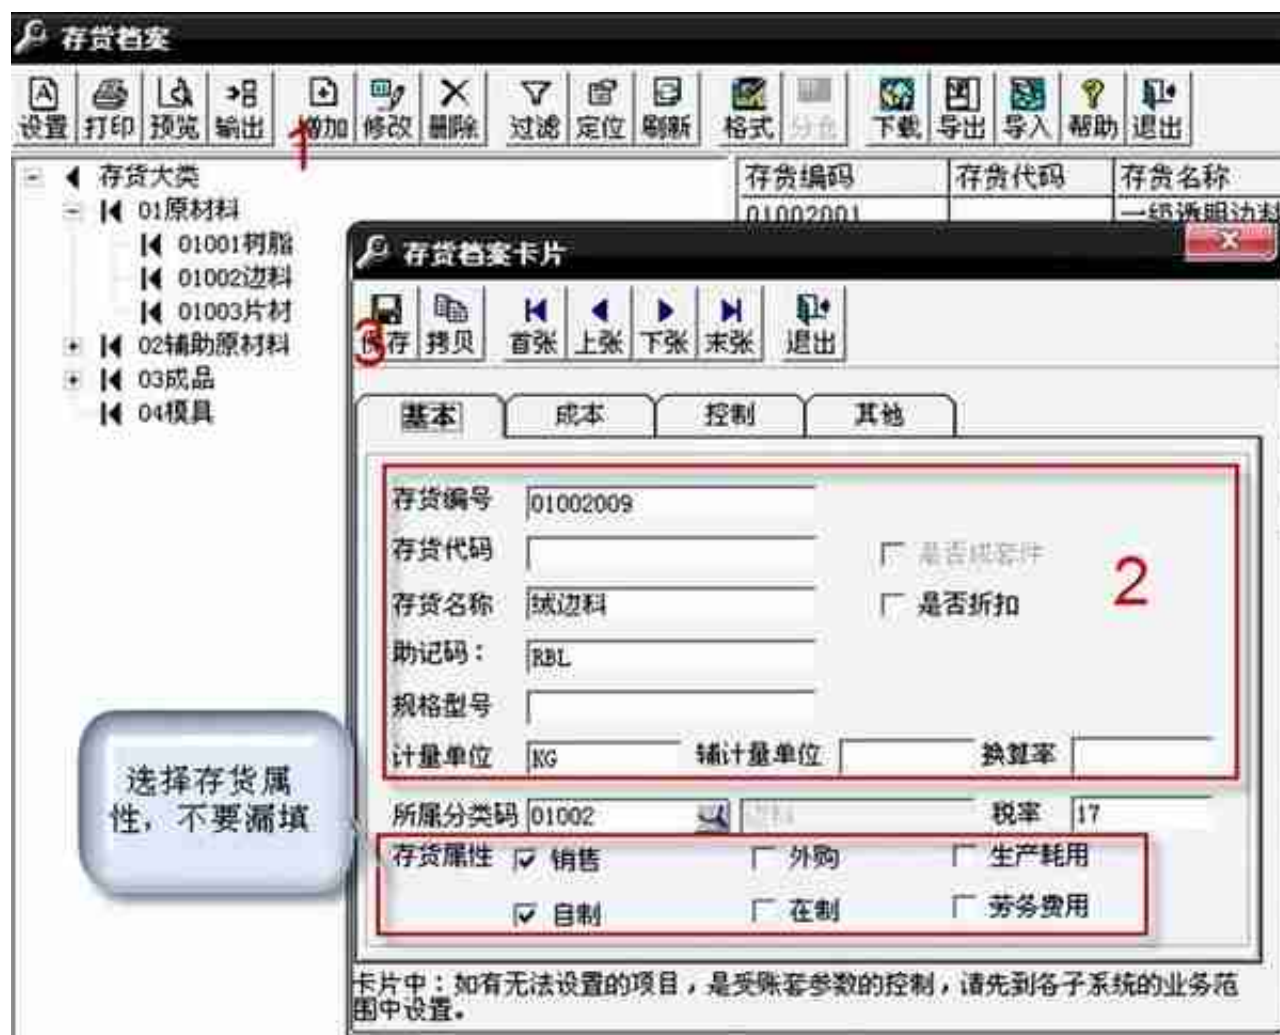 存货档案
设置 打印 预览 输出 增加 修改 删除 过滤 定位 刷新 格式 分仓 下载 导出 导入 帮助 退出
1
存货大类
01原材料
01001树脂
01002边料
01003片材
02辅助原材料
03成品
04模具
存货编码 存货代码 存货名称
01002001 一级透明边料
存货档案卡片
保存 拷贝 首张 上张 下张 末张 退出
3
基本 成本 控制 其他
存货编号 01002009
存货代码 是否成套件
存货名称 绒边料 是否折扣
2
助记码: RBL
规格型号
计量单位 KG 辅计量单位 换算率
所属分类码 01002 边料 税率 17
存货属性 销售 外购 生产耗用
自制 在制 劳务费用
选择存货属
性，不要漏填
卡片中：如有无法设置的项目，是受账套参数的控制，请先到各子系统的业务范
围中设置。